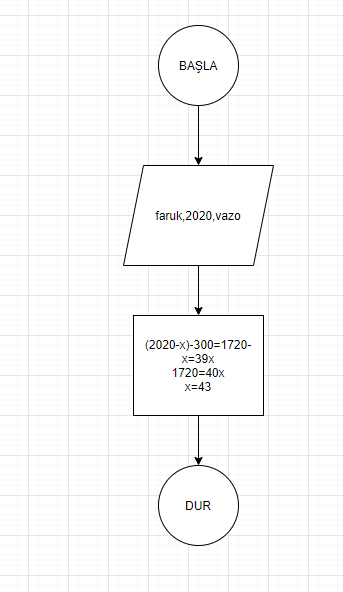 BAŞLA
faruk,2020,vazo
(2020-x)-300=1720-
x=39x
1720=40x
x=43
DUR